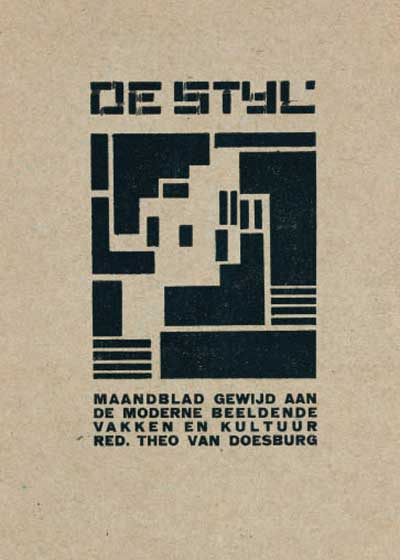 DE STYL
MAANDBLAD GEWIJD AAN
DE MODERNE BEELDENDE
VAKKEN EN KULTUUR
RED. THEO VAN DOESBURG